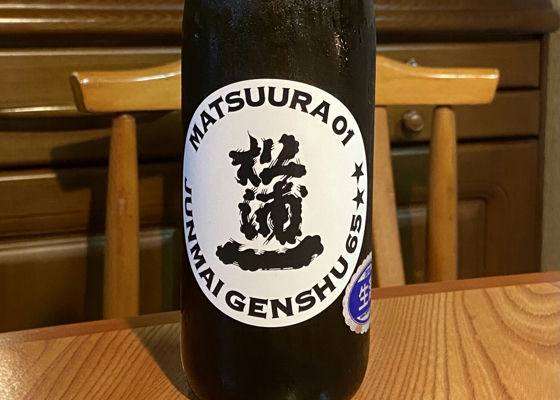 MATSUURA 01
松
浦
一
JUNMAI GENSHU 65 ★★
生